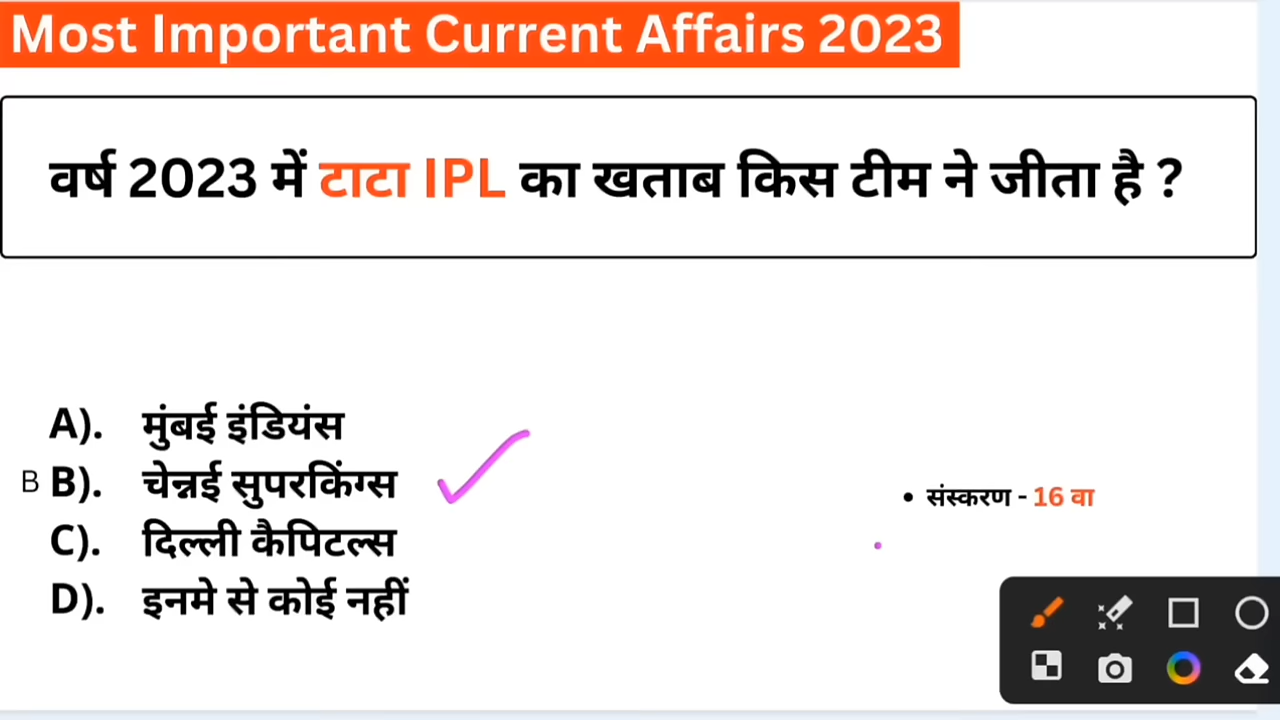 Most Important Current Affairs 2023
वर्ष 2023 में टाटा IPL का खताब किस टीम ने जीता है ?
A). मुंबई इंडियंस
B B). चेन्नई सुपरकिंग्स
C). दिल्ली कैपिटल्स
D). इनमे से कोई नहीं
• संस्करण - 16 वा